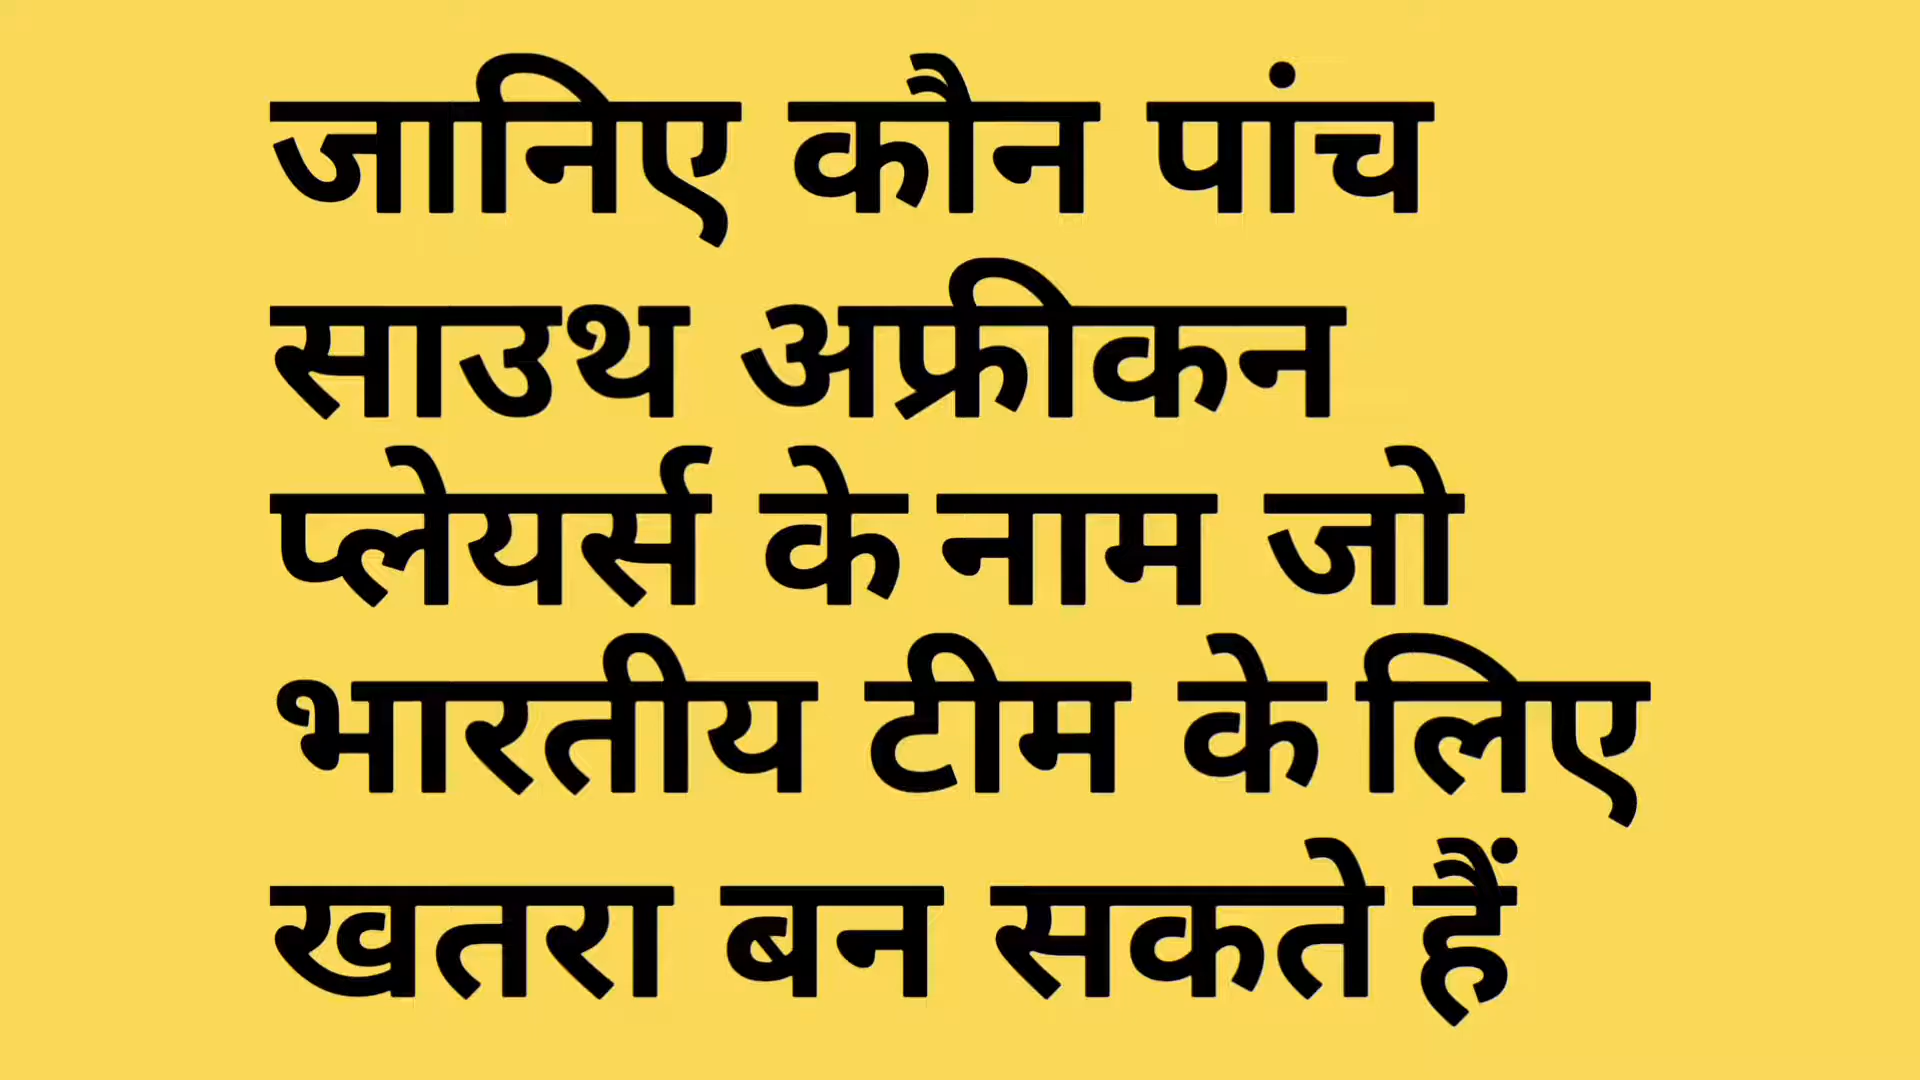 जानिए कौन पांच
साउथ अफ्रीकन
प्लेयर्स के नाम जो
भारतीय टीम के लिए
खतरा बन सकते हैं